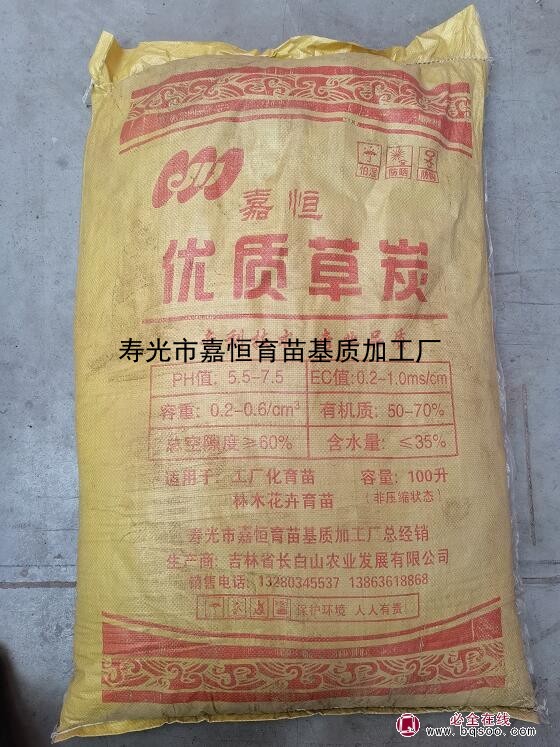 怕湿 防晒 防钩
嘉恒
优质草炭
寿光市嘉恒育苗基质加工厂
PH值: 5.5-7.5 EC值:0.2-1.0ms/cm
容重: 0.2-0.6/cm³ 有机质: 50-70%
总空隙度≥60% 含水量: ≤35%
适用于: 工厂化育苗 容量: 100升
林木花卉育苗 (非压缩状态)
寿光市嘉恒育苗基质加工厂总经销
生产商: 吉林省长白山农业发展有限公司
销售电话: 13280345537 13863618868
保护环境 人人有责
必全在线
www.bqsoo.com